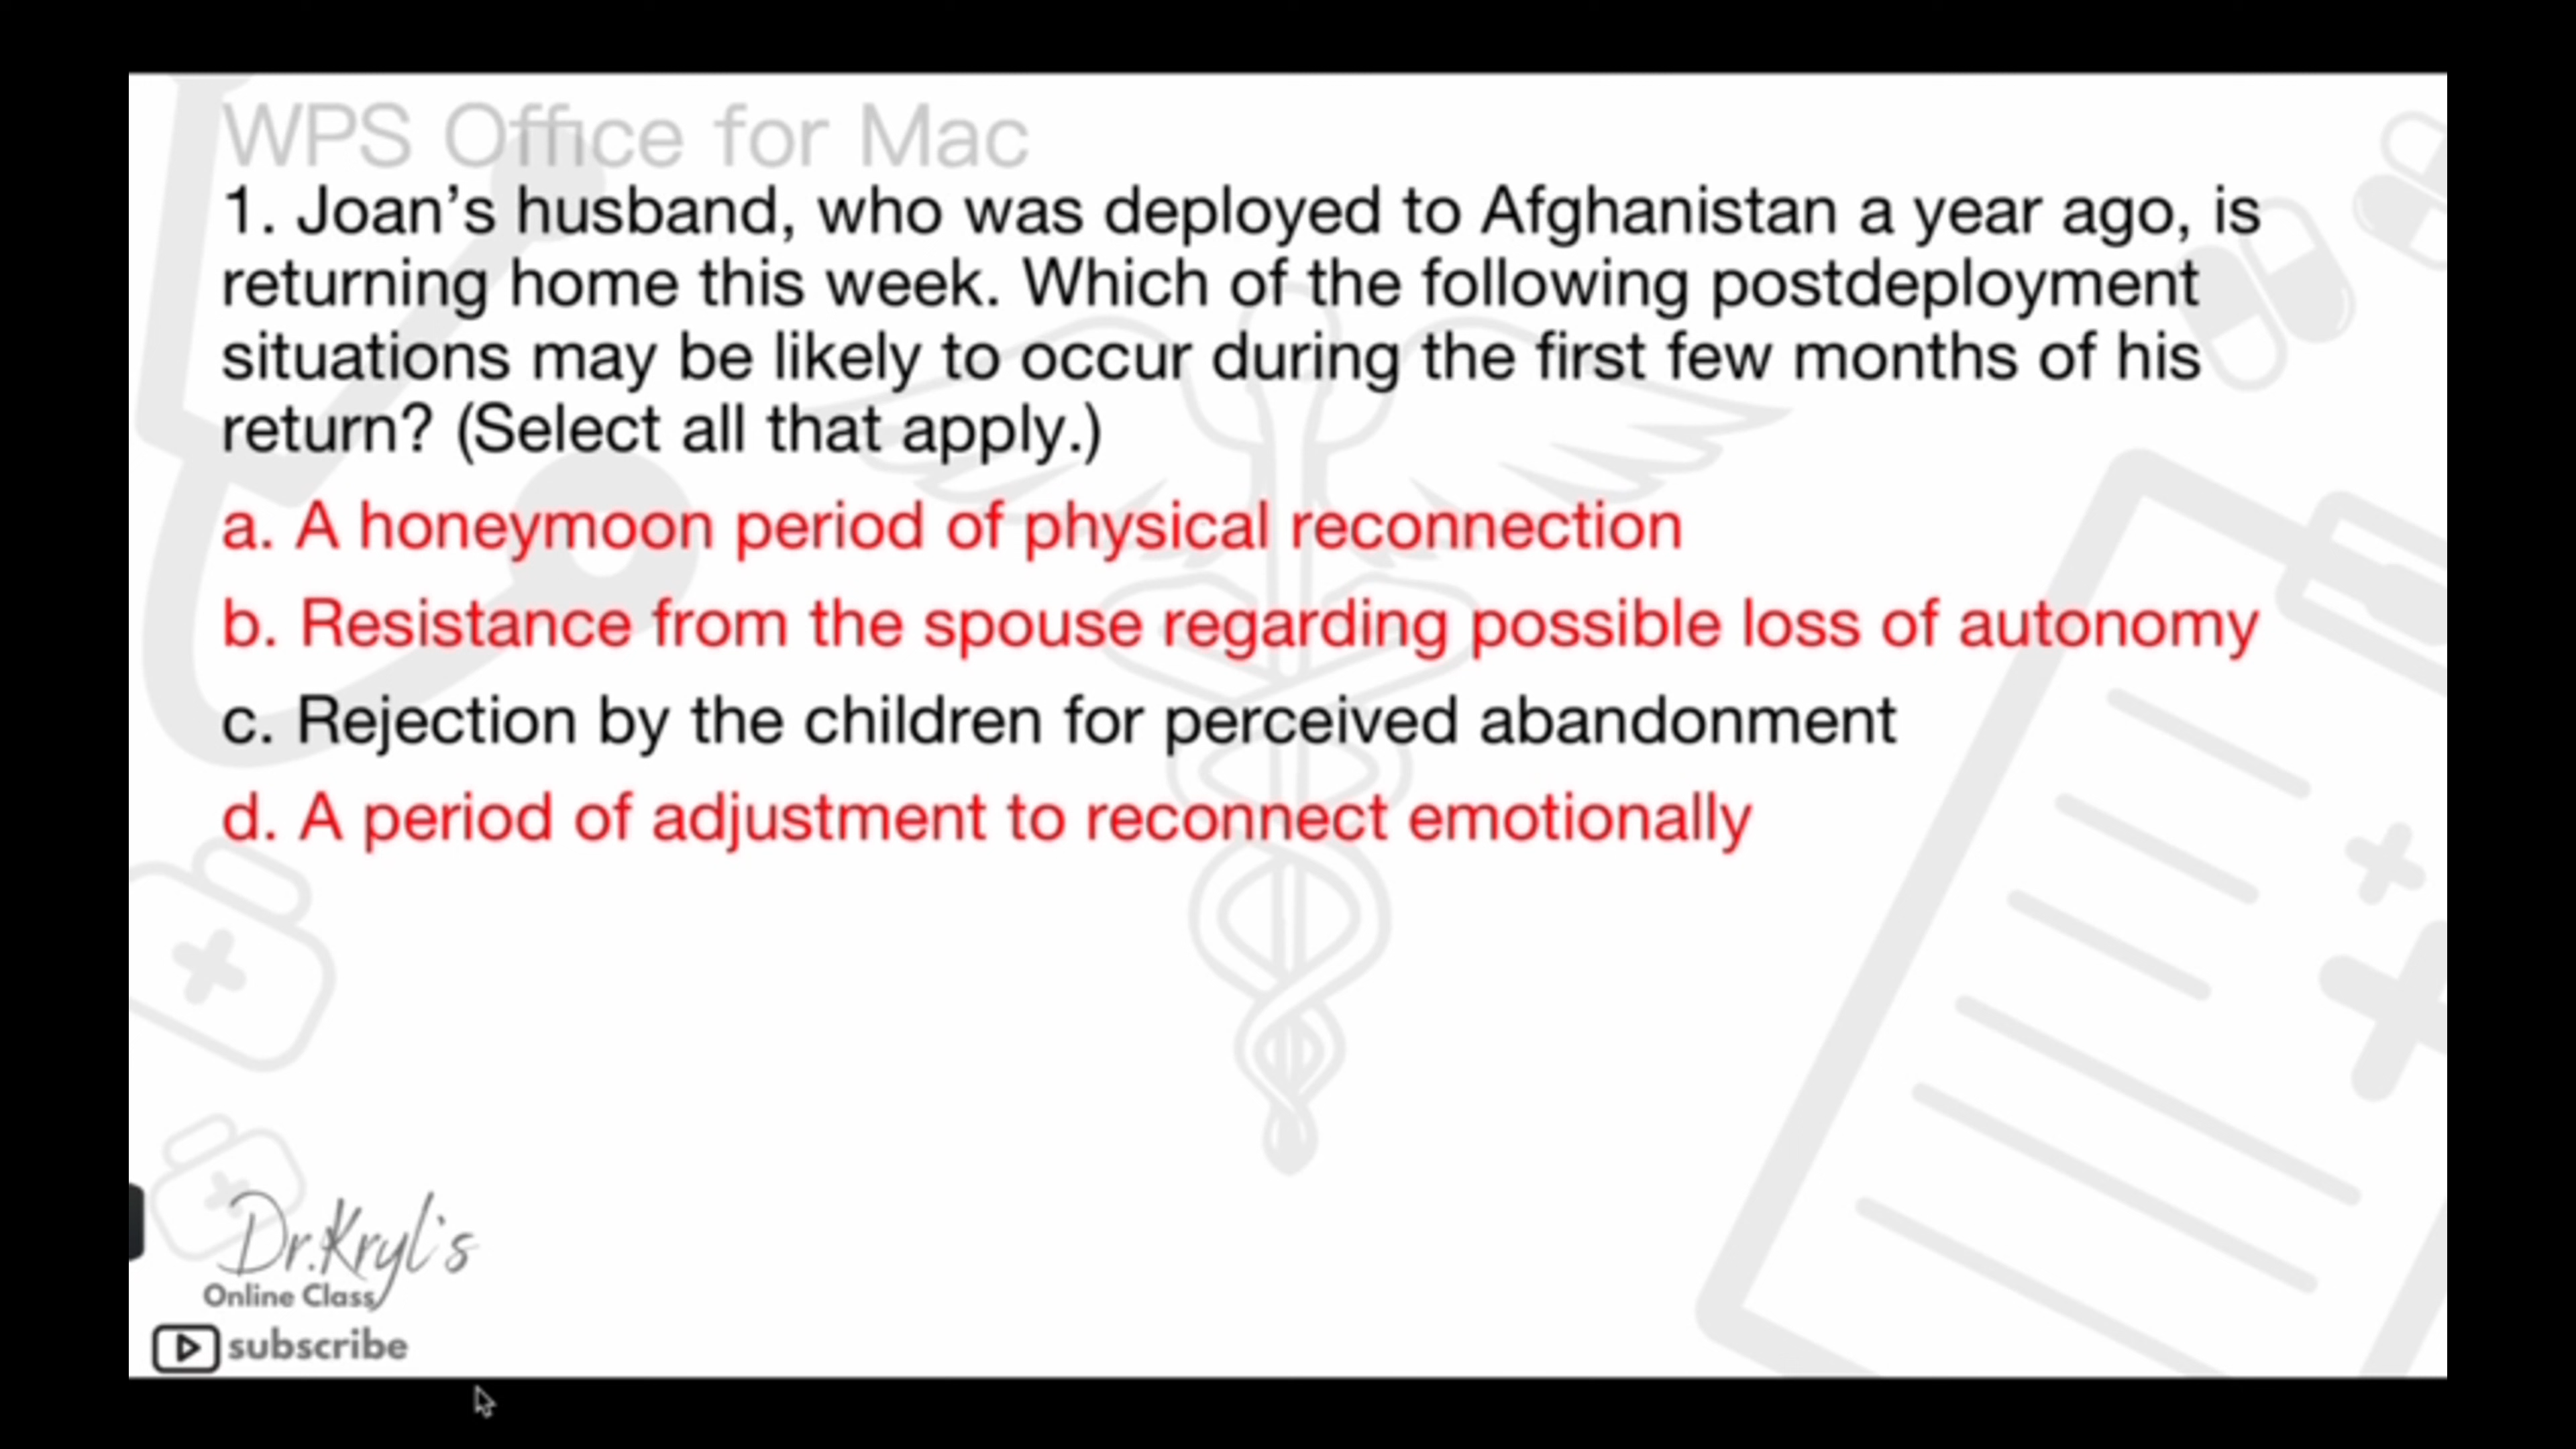 WPS Office for Mac
1. Joan’s husband, who was deployed to Afghanistan a year ago, is
returning home this week. Which of the following postdeployment
situations may be likely to occur during the first few months of his
return? (Select all that apply.)
a. A honeymoon period of physical reconnection
b. Resistance from the spouse regarding possible loss of autonomy
c. Rejection by the children for perceived abandonment
d. A period of adjustment to reconnect emotionally
Dr.Kryl's
Online Class
subscribe